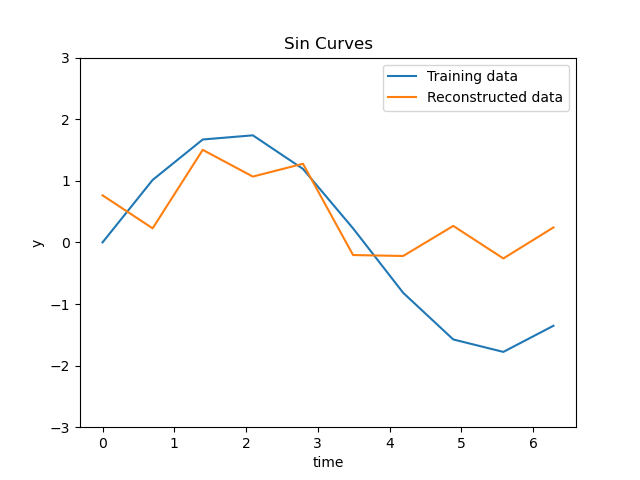 Sin Curves
Training data
Reconstructed data
3
2
1
0
−1
−2
−3
y
0 1 2 3 4 5 6
time